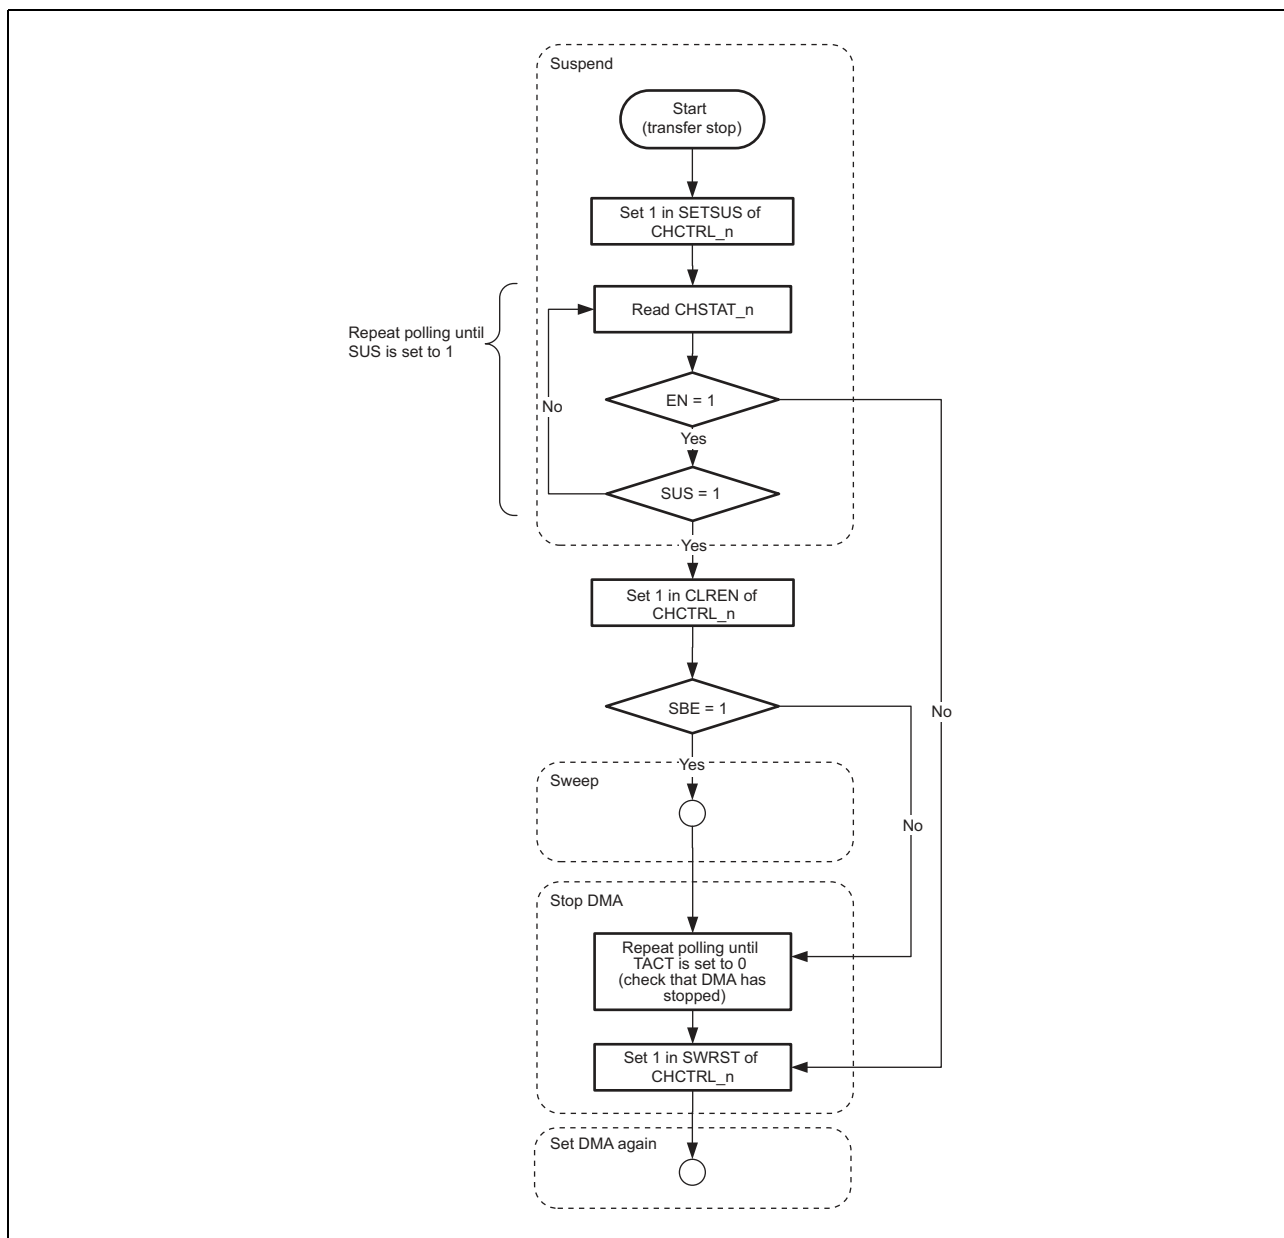 Suspend
Start
(transfer stop)
Set 1 in SETSUS of
CHCTRL_n
Read CHSTAT_n
Repeat polling until
SUS is set to 1
EN = 1
No
Yes
SUS = 1
Yes
Set 1 in CLREN of
CHCTRL_n
SBE = 1
No
Yes
Sweep
No
Stop DMA
Repeat polling until
TACT is set to 0
(check that DMA has
stopped)
Set 1 in SWRST of
CHCTRL_n
Set DMA again